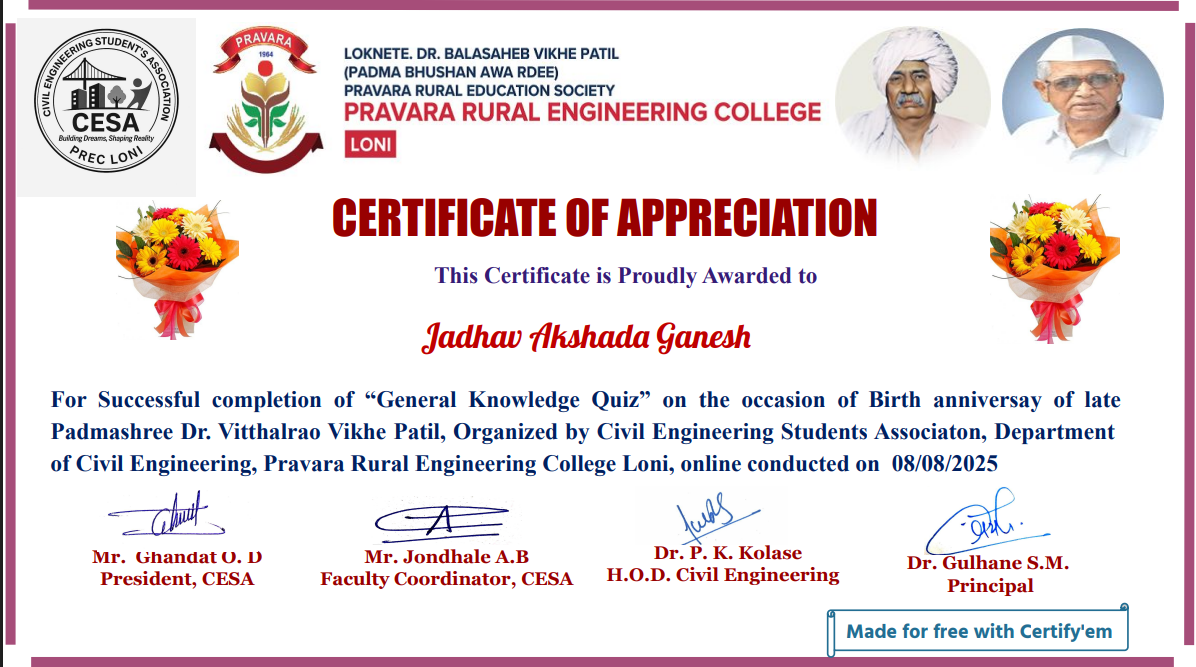 CIVIL ENGINEERING STUDENT'S ASSOCIATION
CESA
Building Dreams, Shaping Reality
PREC LONI
PRAVARA
1964
LOKNETE. DR. BALASAHEB VIKHE PATIL
(PADMA BHUSHAN AWA RDEE)
PRAVARA RURAL EDUCATION SOCIETY
PRAVARA RURAL ENGINEERING COLLEGE
LONI
CERTIFICATE OF APPRECIATION
This Certificate is Proudly Awarded to
Jadhav Akshada Ganesh
For Successful completion of “General Knowledge Quiz” on the occasion of Birth anniversay of late
Padmashree Dr. Vitthalrao Vikhe Patil, Organized by Civil Engineering Students Associaton, Department
of Civil Engineering, Pravara Rural Engineering College Loni, online conducted on 08/08/2025
Mr. Ghandat O. D
President, CESA
Mr. Jondhale A.B
Faculty Coordinator, CESA
Dr. P. K. Kolase
H.O.D. Civil Engineering
Dr. Gulhane S.M.
Principal
Made for free with Certify'em